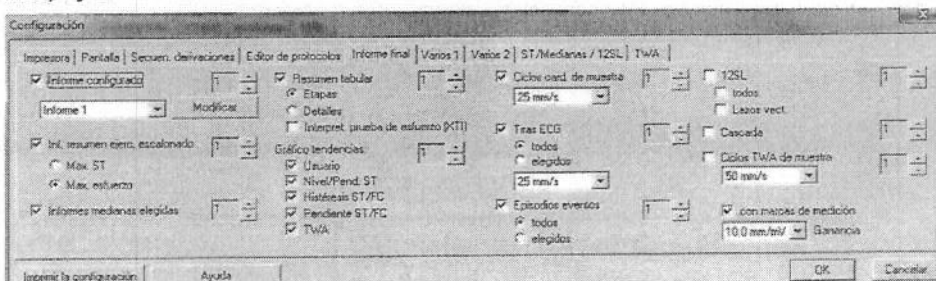 Configuración
Impresora Pantalla Secuen. derivaciones Editor de protocolos Informe final Varios 1 Varios 2 ST/Medianas / 12SL TWA
Informe configurado 1
Informe 1 Modificar
Inf. resumen ejerc. escalonado 1
Max. ST
Max. esfuerzo
Informes medianas elegidas 1
Resumen tabular 1
Etapas
Detalles
Interpret. prueba de esfuerzo (XTI)
Gráfico tendencias: 1
Usuario
Nivel/Pend. ST
Histéresis ST/FC
Pendiente ST/FC
TWA
Ciclos card. de muestra 1
25 mm/s
Tiras ECG 1
todos
elegidos
25 mm/s
Episodios eventos 1
todos
elegidos
12SL 1
todos
Lazos vect.
Cascada 1
Ciclos TWA de muestra 1
50 mm/s
con marcas de medición
10.0 mm/mV Ganancia
Imprimir la configuración Ayuda OK Cancelar